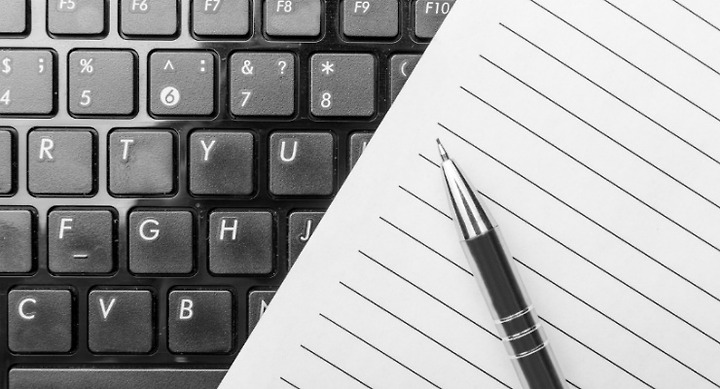 F5 F6 F7 F8 F9 F10
$ ; % ^ : & ? *
4 5 6 7 8
R T Y U
F G H J
C V B